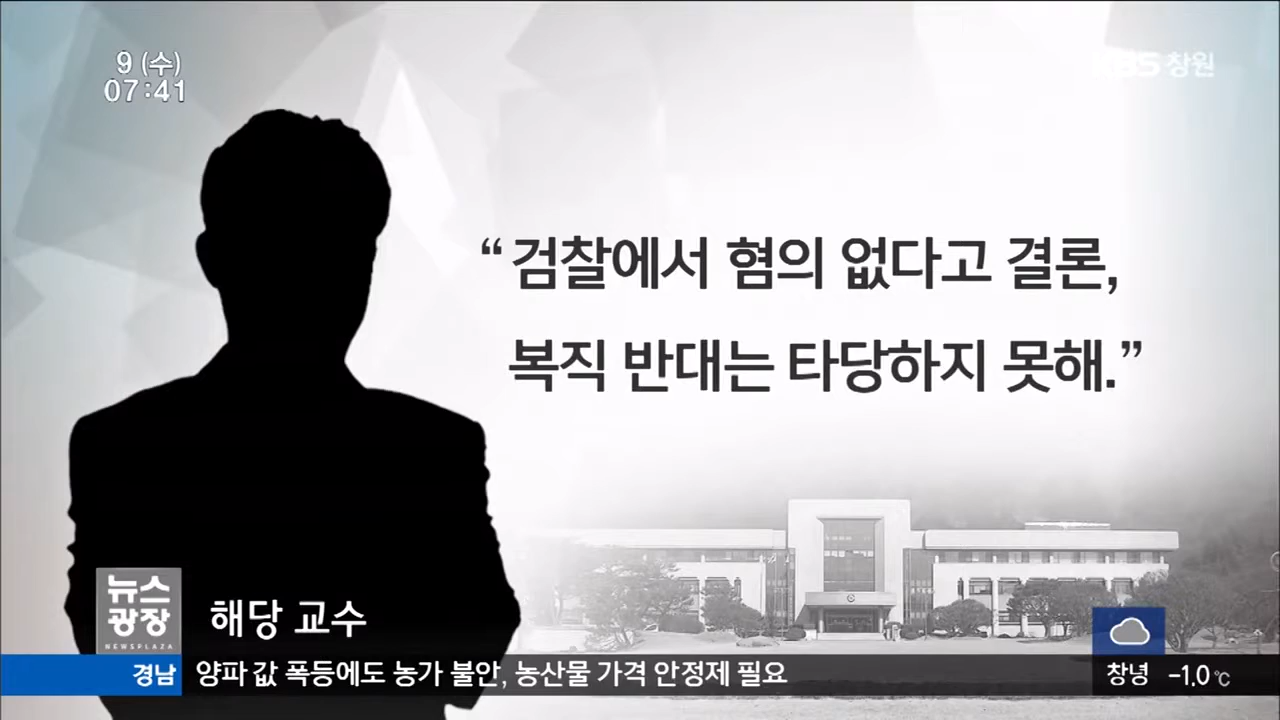 9 (수)
07:41
KBS 창원
“검찰에서 혐의 없다고 결론,
복직 반대는 타당하지 못해.”
뉴스
광장
NEWSPLAZA
해당 교수
경남 양파 값 폭등에도 농가 불안, 농산물 가격 안정제 필요
창녕 -1.0℃